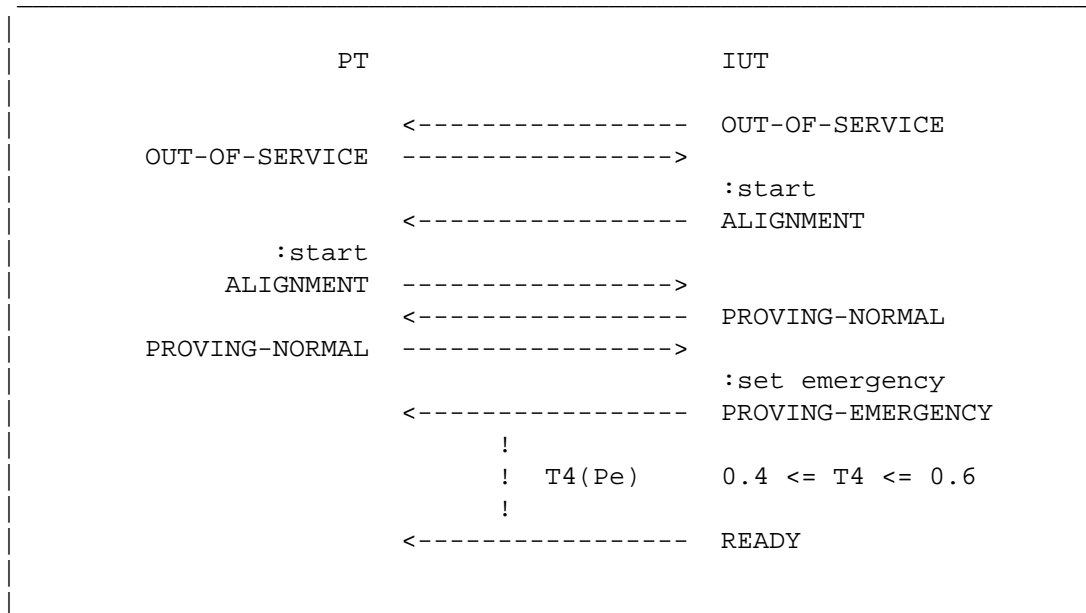 PT IUT
<----------------- OUT-OF-SERVICE
OUT-OF-SERVICE ----------------->
:start
<----------------- ALIGNMENT
:start
ALIGNMENT ----------------->
<----------------- PROVING-NORMAL
PROVING-NORMAL ----------------->
:set emergency
<----------------- PROVING-EMERGENCY
!
! T4(Pe) 0.4 <= T4 <= 0.6
!
<----------------- READY